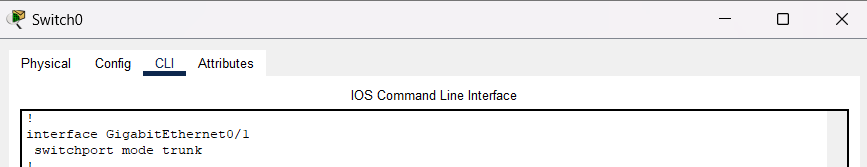 Switch0
Physical Config CLI Attributes
IOS Command Line Interface
!
interface GigabitEthernet0/1
 switchport mode trunk
!